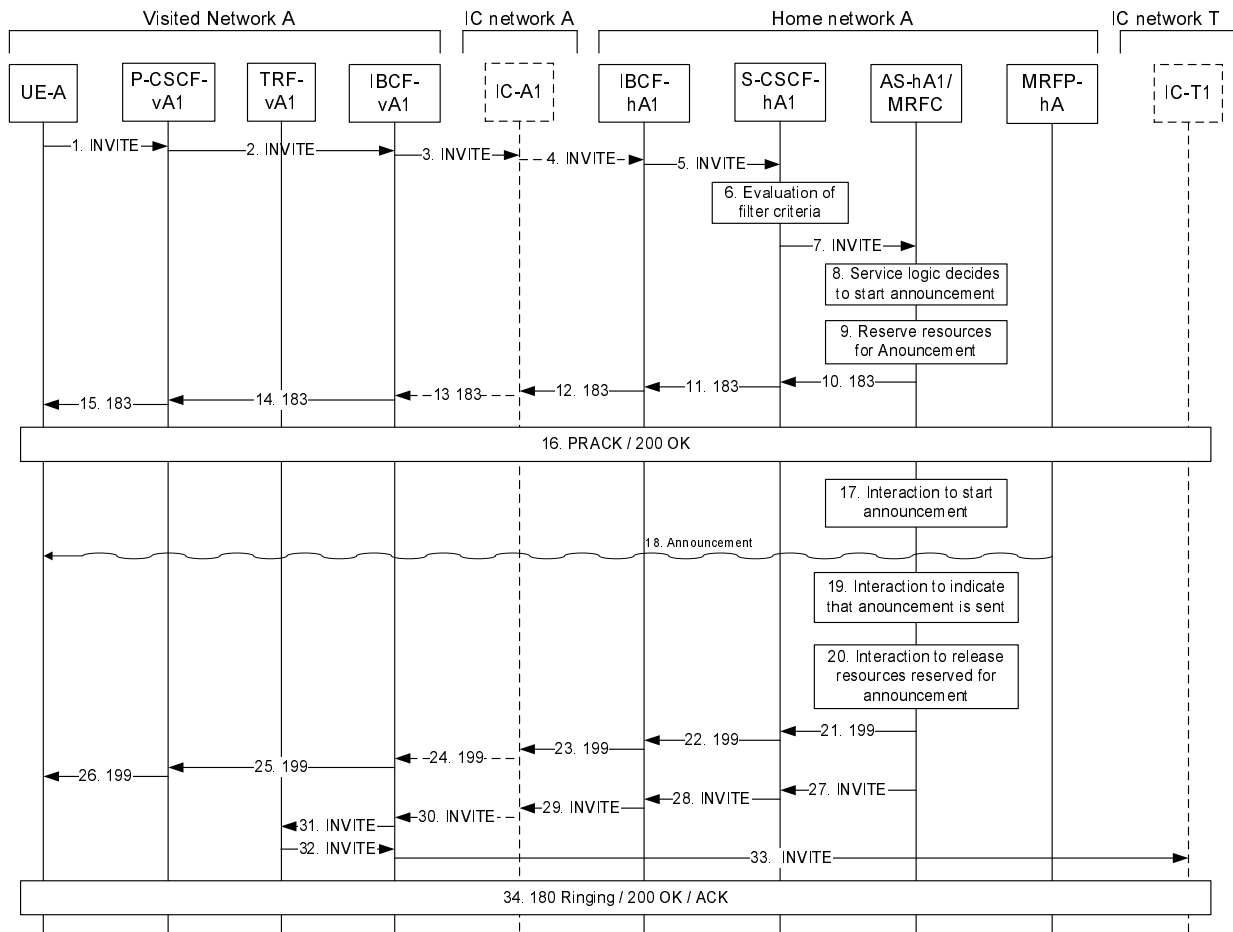 Visited Network A
IC network A
Home network A
IC network T
UE-A
P-CSCF-
vA1
TRF-
vA1
IBCF-
vA1
IC-A1
IBCF-
hA1
S-CSCF-
hA1
AS-hA1/
MRFC
MRFP-
hA
IC-T1
1. INVITE
2. INVITE
3. INVITE
4. INVITE
5. INVITE
6. Evaluation of
filter criteria
7. INVITE
8. Service logic decides
to start announcement
9. Reserve resources
for Anouncement
10. 183
11. 183
12. 183
13 183
14. 183
15. 183
16. PRACK / 200 OK
17. Interaction to start
announcement
18. Announcement
19. Interaction to indicate
that anouncement is sent
20. Interaction to release
resources reserved for
announcement
21. 199
22. 199
23. 199
24. 199
25. 199
26. 199
27. INVITE
28. INVITE
29. INVITE
30. INVITE
31. INVITE
32. INVITE
33. INVITE
34. 180 Ringing / 200 OK / ACK